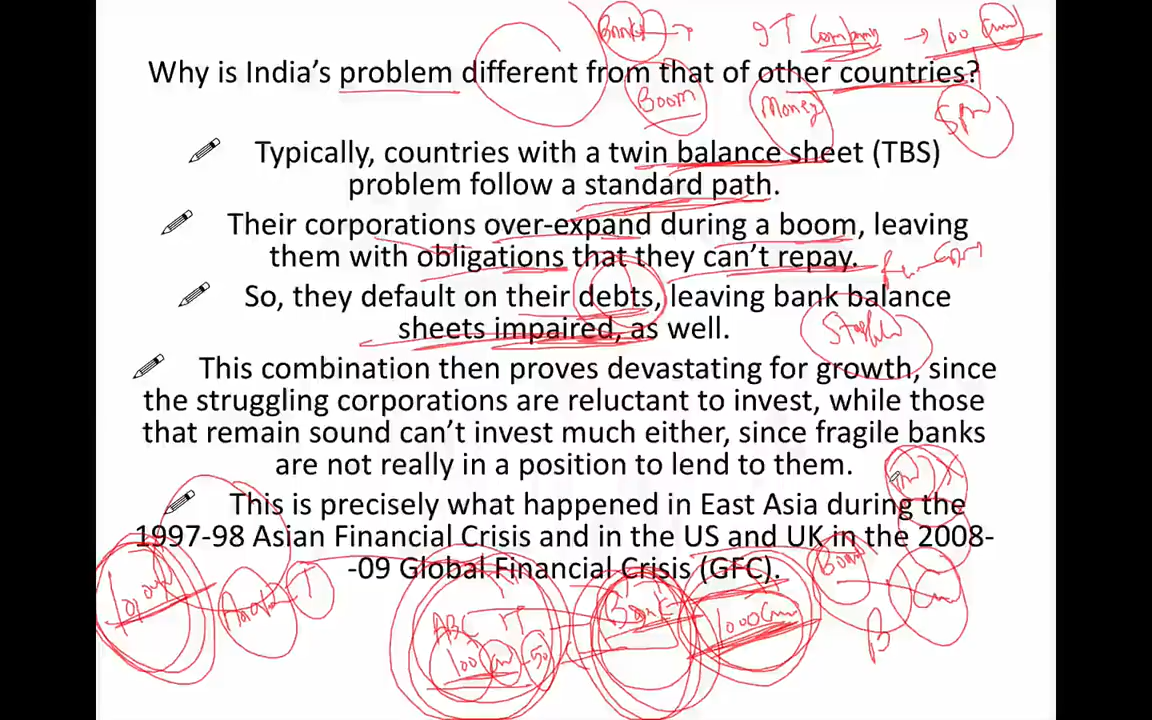 Bank
IT Company → 100
Why is India's problem different from that of other countries?
Boom
Money
Typically, countries with a twin balance sheet (TBS)
problem follow a standard path.
Their corporations over-expand during a boom, leaving
them with obligations that they can't repay.
So, they default on their debts, leaving bank balance
sheets impaired, as well.
This combination then proves devastating for growth, since
the struggling corporations are reluctant to invest, while those
that remain sound can't invest much either, since fragile banks
are not really in a position to lend to them.
This is precisely what happened in East Asia during the
1997-98 Asian Financial Crisis and in the US and UK in the 2008-
-09 Global Financial Crisis (GFC).
ABC IT
Bank
1000
100
50
B